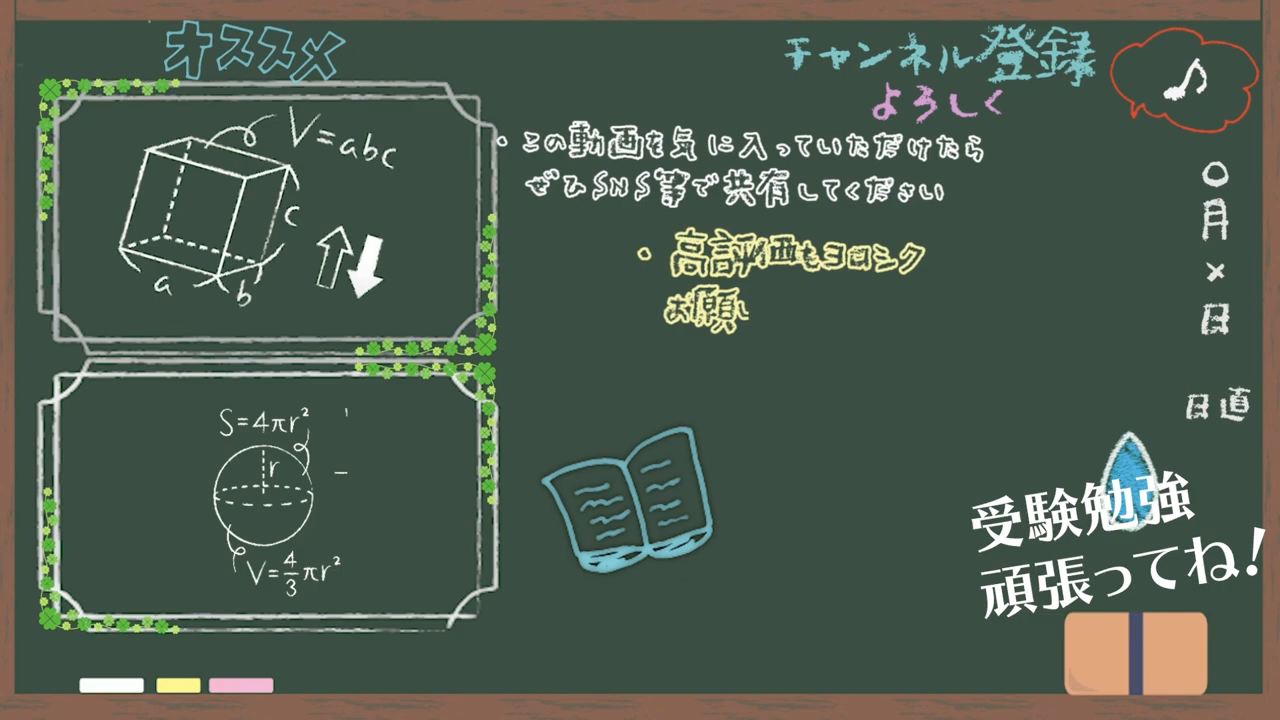 オススメ
V=abc
c
a
b
S=4πr²
r
V=4/3πr²
チャンネル登録
よろしく
・この動画を気に入っていただけたら
ぜひSNS等で共有してください
・高評価もヨロシク
お願い
♪
〇月×日
日直
受験勉強
頑張ってね!